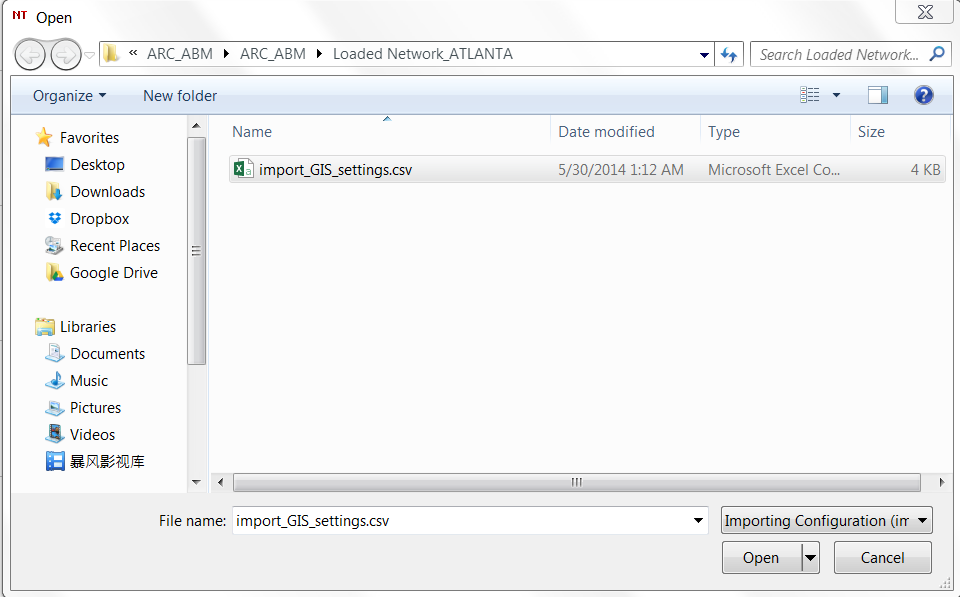 NT Open
« ARC_ABM ARC_ABM Loaded Network_ATLANTA Search Loaded Network...
Organize New folder ?
Favorites
Desktop
Downloads
Dropbox
Recent Places
Google Drive
Libraries
Documents
Music
Pictures
Videos
暴风影视库
Name Date modified Type Size
import_GIS_settings.csv 5/30/2014 1:12 AM Microsoft Excel Co... 4 KB
File name: import_GIS_settings.csv Importing Configuration (im
Open Cancel